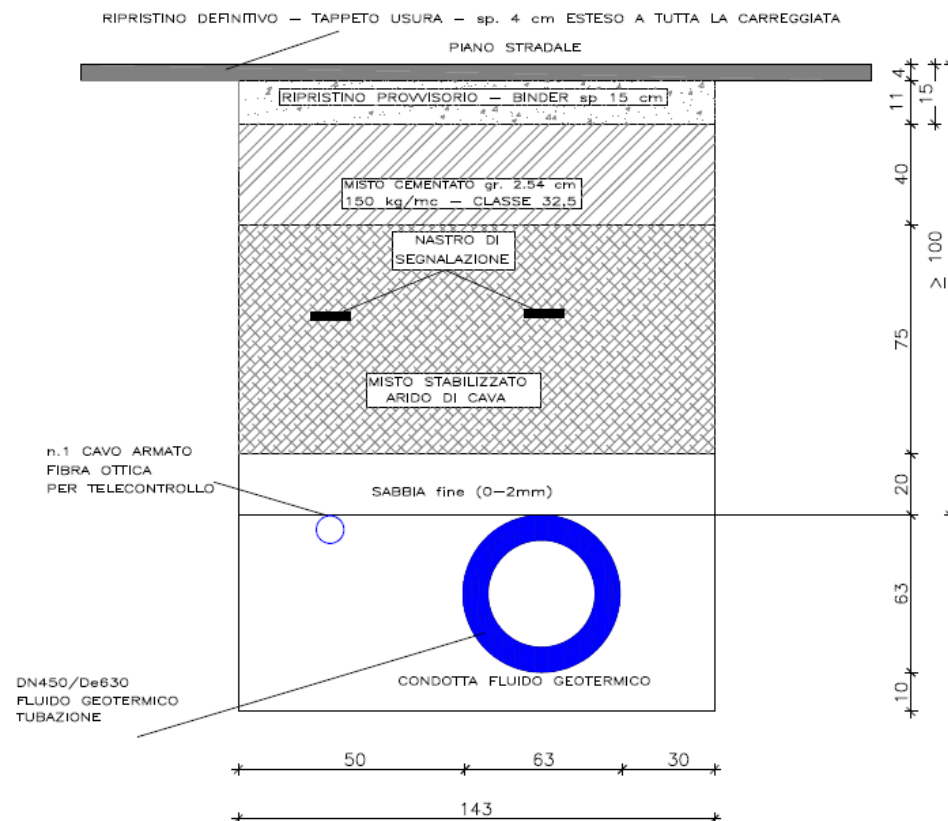 RIPRISTINO DEFINITIVO – TAPPETO USURA – sp. 4 cm ESTESO A TUTTA LA CARREGGIATA
PIANO STRADALE
RIPRISTINO PROVVISORIO – BINDER sp 15 cm
4
11
15
MISTO CEMENTATO gr. 2.54 cm
150 kg/mc – CLASSE 32,5
40
NASTRO DI
SEGNALAZIONE
≥ 100
75
MISTO STABILIZZATO
ARIDO DI CAVA
n.1 CAVO ARMATO
FIBRA OTTICA
PER TELECONTROLLO
SABBIA fine (0–2mm)
20
63
DN450/De630
FLUIDO GEOTERMICO
TUBAZIONE
CONDOTTA FLUIDO GEOTERMICO
10
50
63
30
143